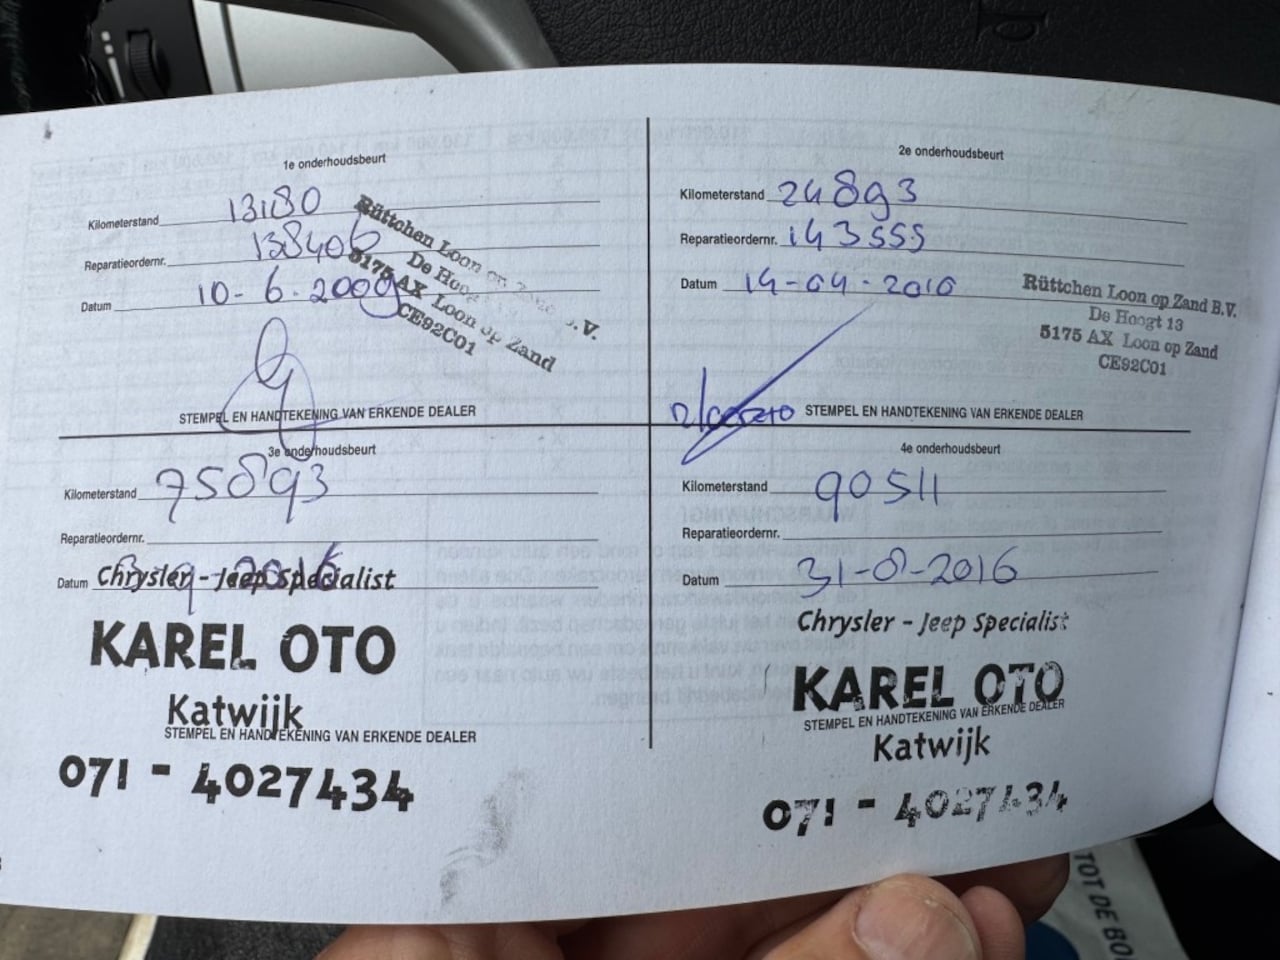 1e onderhoudsbeurt
Kilometerstand 13180
Reparatieordernr. 138406
Datum 10-6-2009
Rüttchen Loon op Zand B.V.
De Hoogt 13
5175 AX Loon op Zand
CE92C01
STEMPEL EN HANDTEKENING VAN ERKENDE DEALER
2e onderhoudsbeurt
Kilometerstand 24893
Reparatieordernr. 143555
Datum 14-04-2010
Rüttchen Loon op Zand B.V.
De Hoogt 13
5175 AX Loon op Zand
CE92C01
STEMPEL EN HANDTEKENING VAN ERKENDE DEALER
3e onderhoudsbeurt
Kilometerstand 75893
Reparatieordernr.
Datum
Chrysler - Jeep Specialist
KAREL OTO
Katwijk
STEMPEL EN HANDTEKENING VAN ERKENDE DEALER
071 - 4027434
4e onderhoudsbeurt
Kilometerstand 90511
Reparatieordernr.
Datum 31-8-2016
Chrysler - Jeep Specialist
KAREL OTO
STEMPEL EN HANDTEKENING VAN ERKENDE DEALER
Katwijk
071 - 4027434
TOT DE